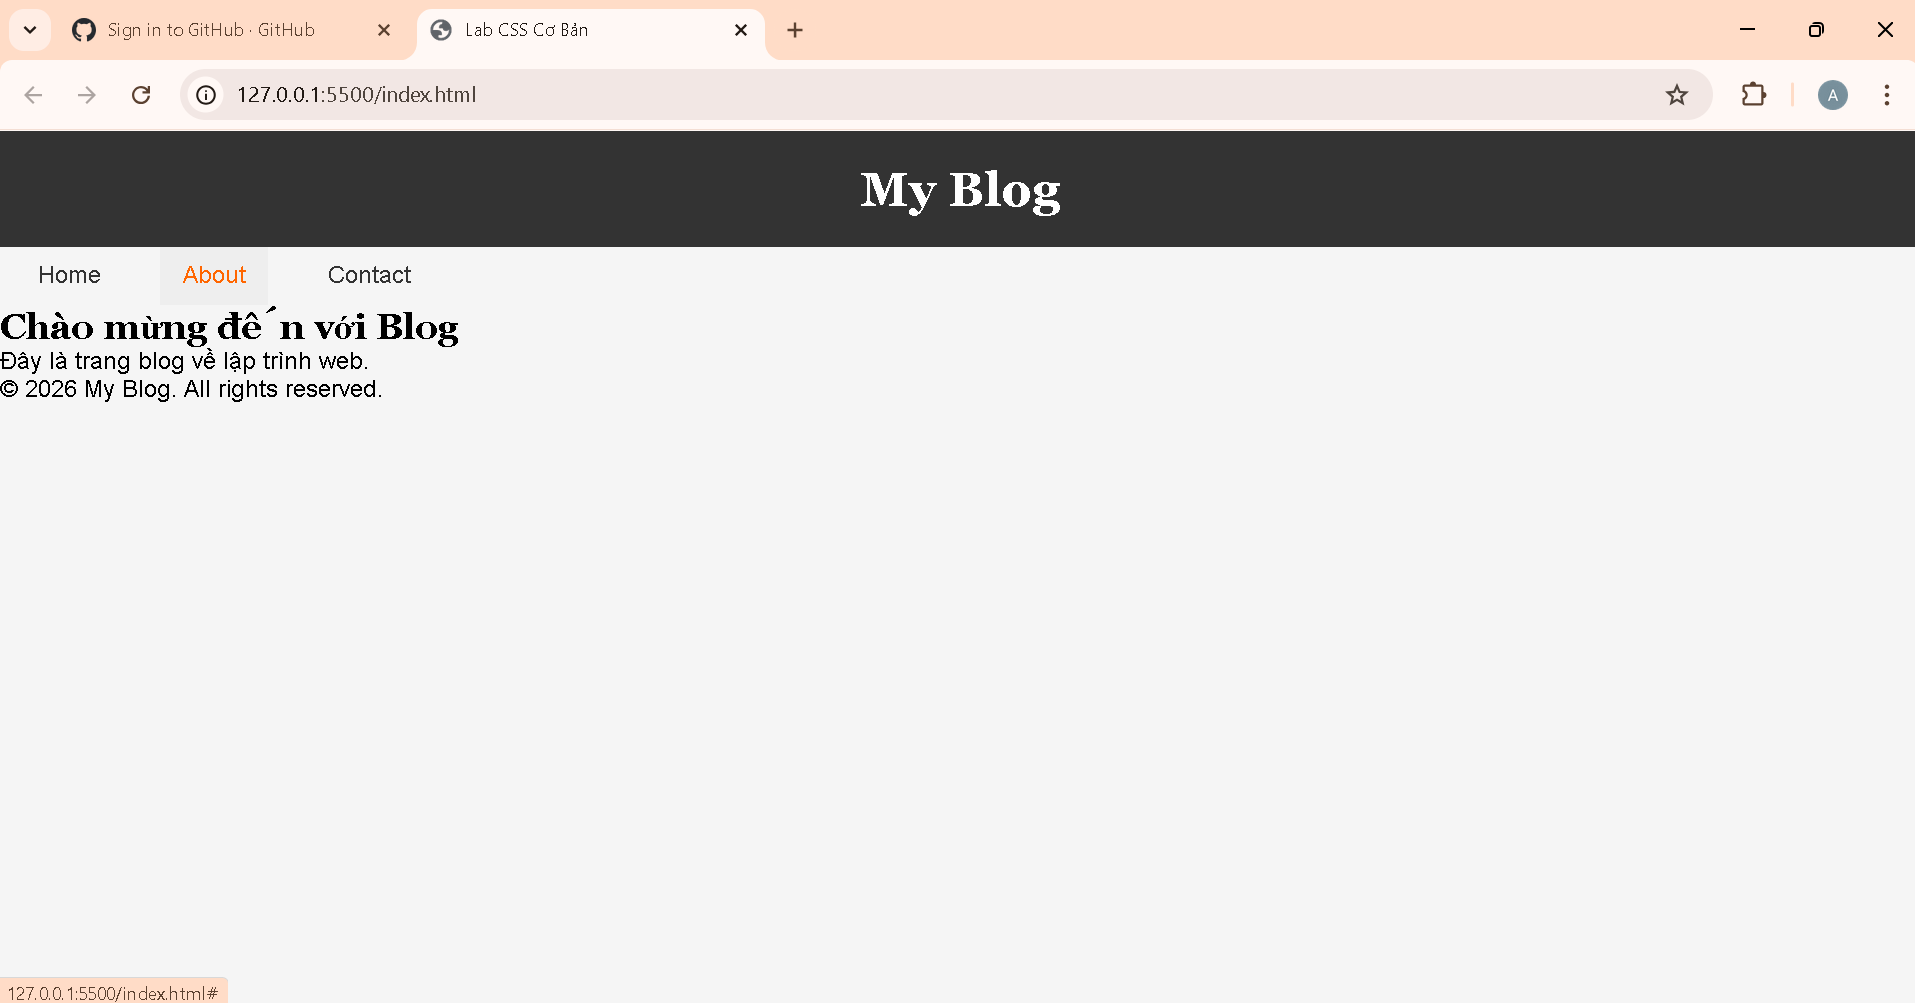 Sign in to GitHub · GitHub
Lab CSS Cơ Bản
127.0.0.1:5500/index.html
A
My Blog
Home About Contact
Chào mừng đến với Blog
Đây là trang blog về lập trình web.
© 2026 My Blog. All rights reserved.
127.0.0.1:5500/index.html#